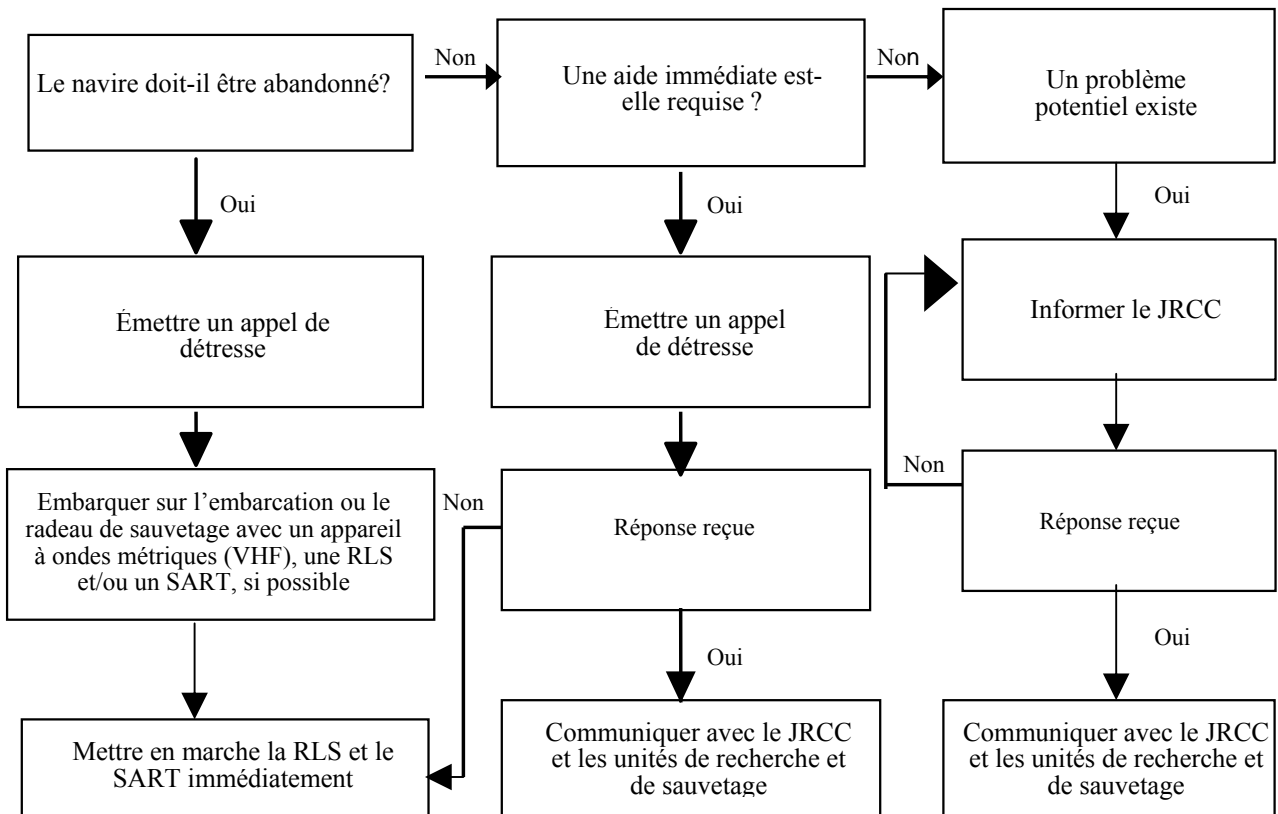 Le navire doit-il être abandonné?
Non
Une aide immédiate est-
elle requise ?
Non
Un problème
potentiel existe
Oui
Oui
Oui
Émettre un appel de
détresse
Émettre un appel
de détresse
Informer le JRCC
Embarquer sur l’embarcation ou le
radeau de sauvetage avec un appareil
à ondes métriques (VHF), une RLS
et/ou un SART, si possible
Non
Réponse reçue
Non
Réponse reçue
Oui
Oui
Mettre en marche la RLS et le
SART immédiatement
Communiquer avec le JRCC
et les unités de recherche et
de sauvetage
Communiquer avec le JRCC
et les unités de recherche et
de sauvetage